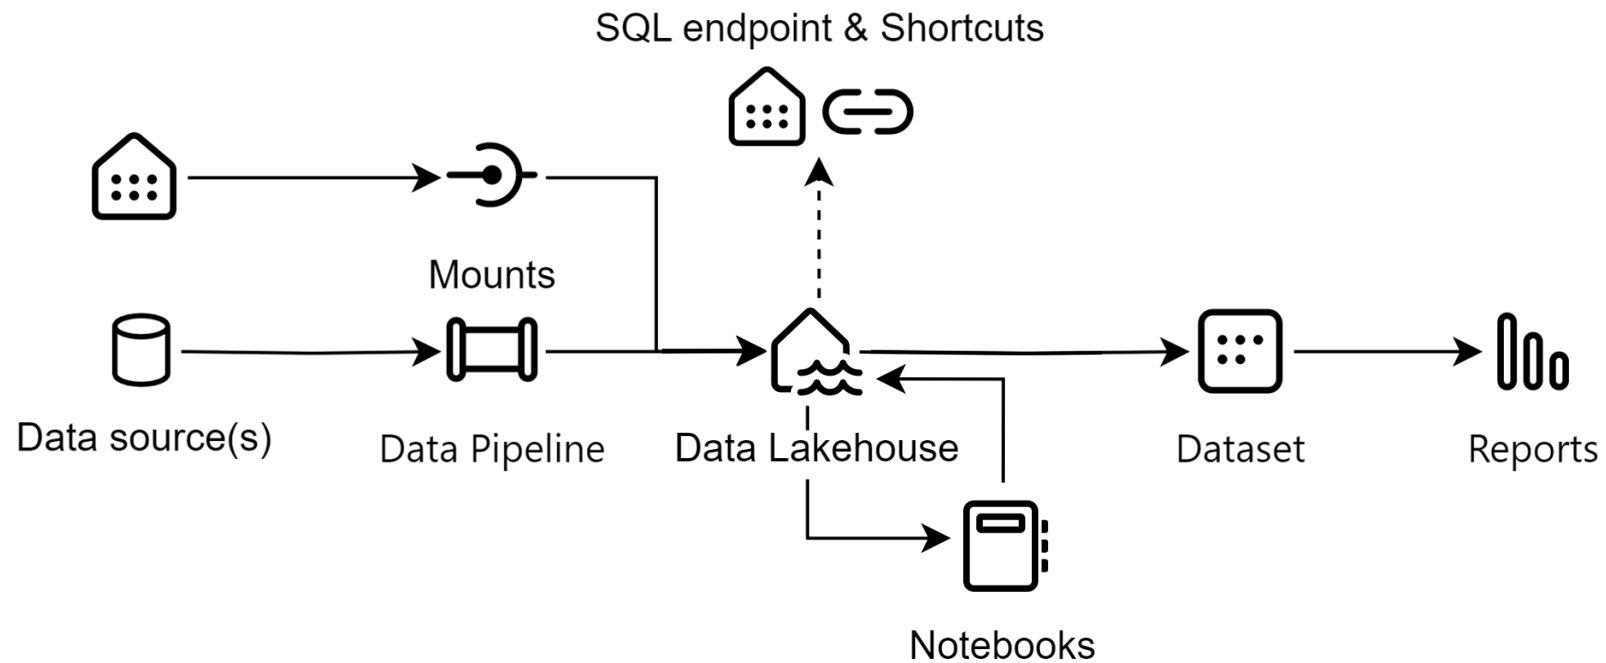 SQL endpoint & Shortcuts
Mounts
Data source(s)
Data Pipeline
Data Lakehouse
Dataset
Reports
Notebooks